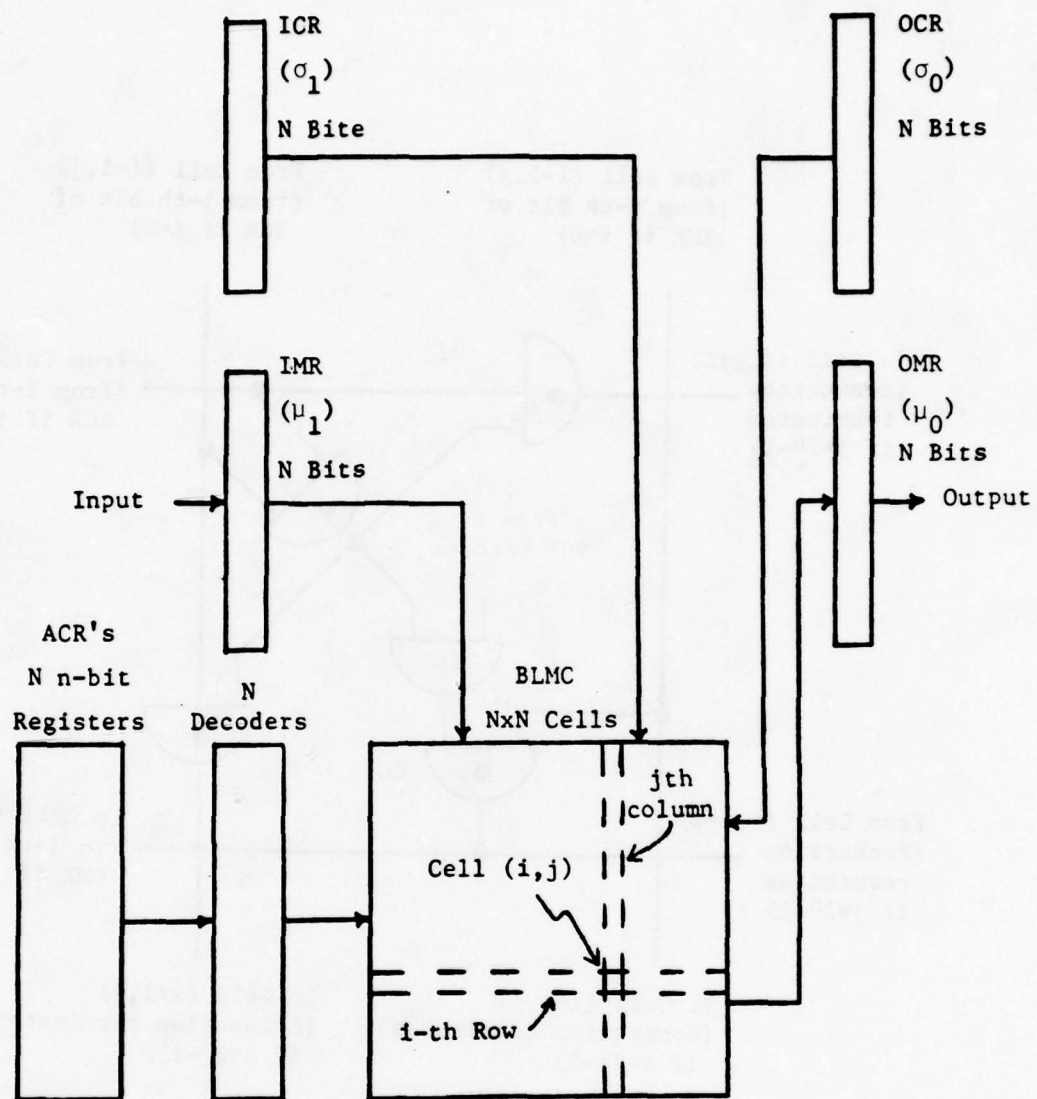 ICR
(σ₁)
N Bite
OCR
(σ₀)
N Bits
IMR
(μ₁)
N Bits
Input
OMR
(μ₀)
N Bits
Output
ACR's
N n-bit
Registers
N
Decoders
BLMC
NxN Cells
jth
column
Cell (i,j)
i-th Row